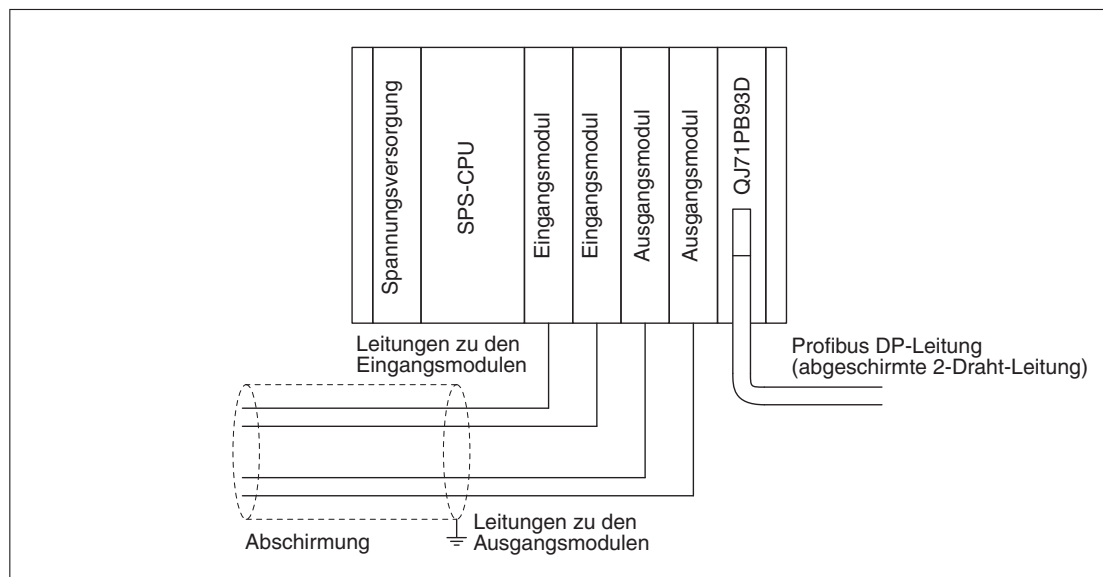 Spannungsversorgung
SPS-CPU
Eingangsmodul
Eingangsmodul
Ausgangsmodul
Ausgangsmodul
QJ71PB93D
Leitungen zu den
Eingangsmodulen
Profibus DP-Leitung
(abgeschirmte 2-Draht-Leitung)
Abschirmung
Leitungen zu den
Ausgangsmodulen